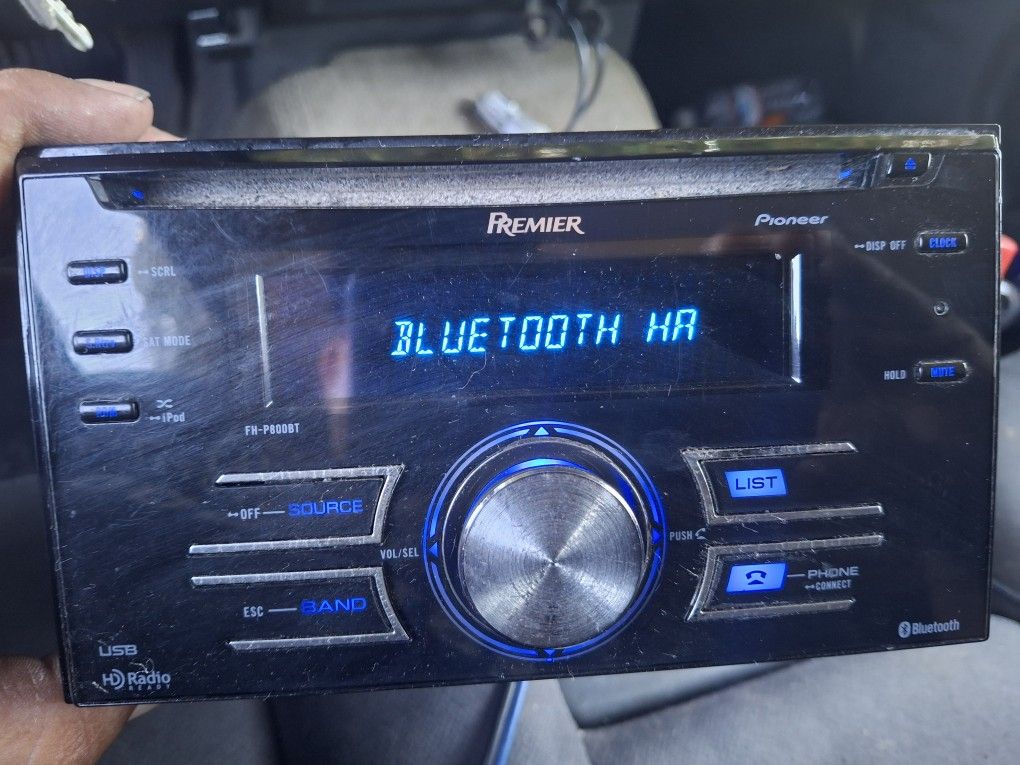 PREMIER
Pioneer
DISP OFF CLOCK
DISP SCRL
BLUETOOTH HA
SAT MODE
HOLD MUTE
iPod
FH-P800BT
LIST
OFF SOURCE
VOL/SEL
PUSH
PHONE
CONNECT
ESC BAND
Bluetooth
USB
HD Radio
READY